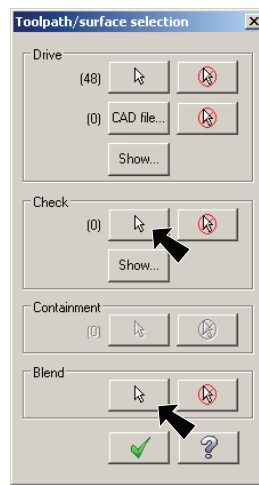 Toolpath/surface selection
Drive
(48)
(0) CAD file...
Show...
Check
(0)
Show...
Containment
(0)
Blend